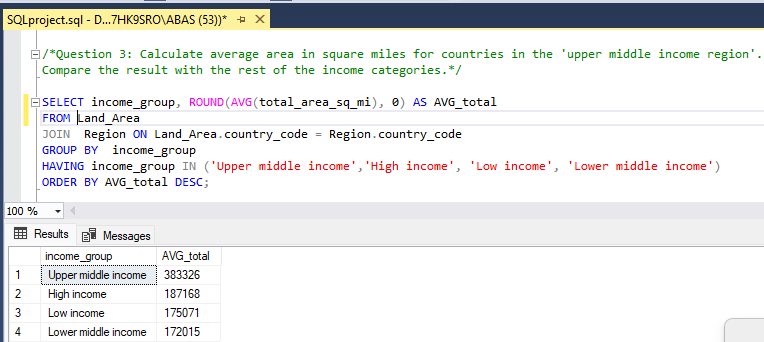 SQLproject.sql - D...7HK9SRO\ABAS (53))*
/*Question 3: Calculate average area in square miles for countries in the 'upper middle income region'.
Compare the result with the rest of the income categories.*/
SELECT income_group, ROUND(AVG(total_area_sq_mi), 0) AS AVG_total
FROM Land_Area
JOIN  Region ON Land_Area.country_code = Region.country_code
GROUP BY  income_group
HAVING income_group IN ('Upper middle income','High income', 'Low income', 'Lower middle income')
ORDER BY AVG_total DESC;
100 %
Results Messages
income_group AVG_total
1 Upper middle income 383326
2 High income 187168
3 Low income 175071
4 Lower middle income 172015